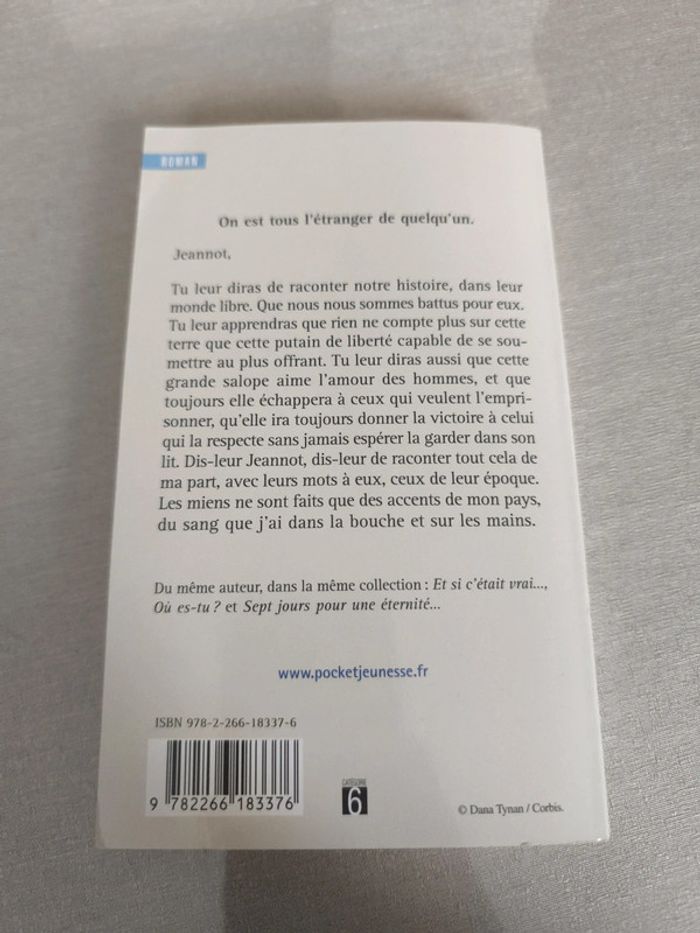 ROMAN
On est tous l'étranger de quelqu'un.
Jeannot,
Tu leur diras de raconter notre histoire, dans leur
monde libre. Que nous nous sommes battus pour eux.
Tu leur apprendras que rien ne compte plus sur cette
terre que cette putain de liberté capable de se sou-
mettre au plus offrant. Tu leur diras aussi que cette
grande salope aime l'amour des hommes, et que
toujours elle échappera à ceux qui veulent l'empri-
sonner, qu'elle ira toujours donner la victoire à celui
qui la respecte sans jamais espérer la garder dans son
lit. Dis-leur Jeannot, dis-leur de raconter tout cela de
ma part, avec leurs mots à eux, ceux de leur époque.
Les miens ne sont faits que des accents de mon pays,
du sang que j'ai dans la bouche et sur les mains.
Du même auteur, dans la même collection : Et si c'était vrai...,
Où es-tu ? et Sept jours pour une éternité...
www.pocketjeunesse.fr
ISBN 978-2-266-18337-6
9 782266 183376
CATÉGORIE
6
© Dana Tynan / Corbis.